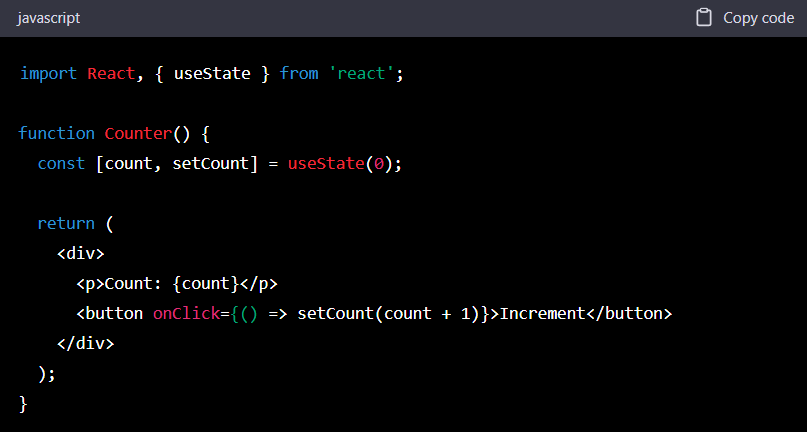 javascript
Copy code
import React, { useState } from 'react';
function Counter() {
  const [count, setCount] = useState(0);
  return (
    <div>
      <p>Count: {count}</p>
      <button onClick={() => setCount(count + 1)}>Increment</button>
    </div>
  );
}